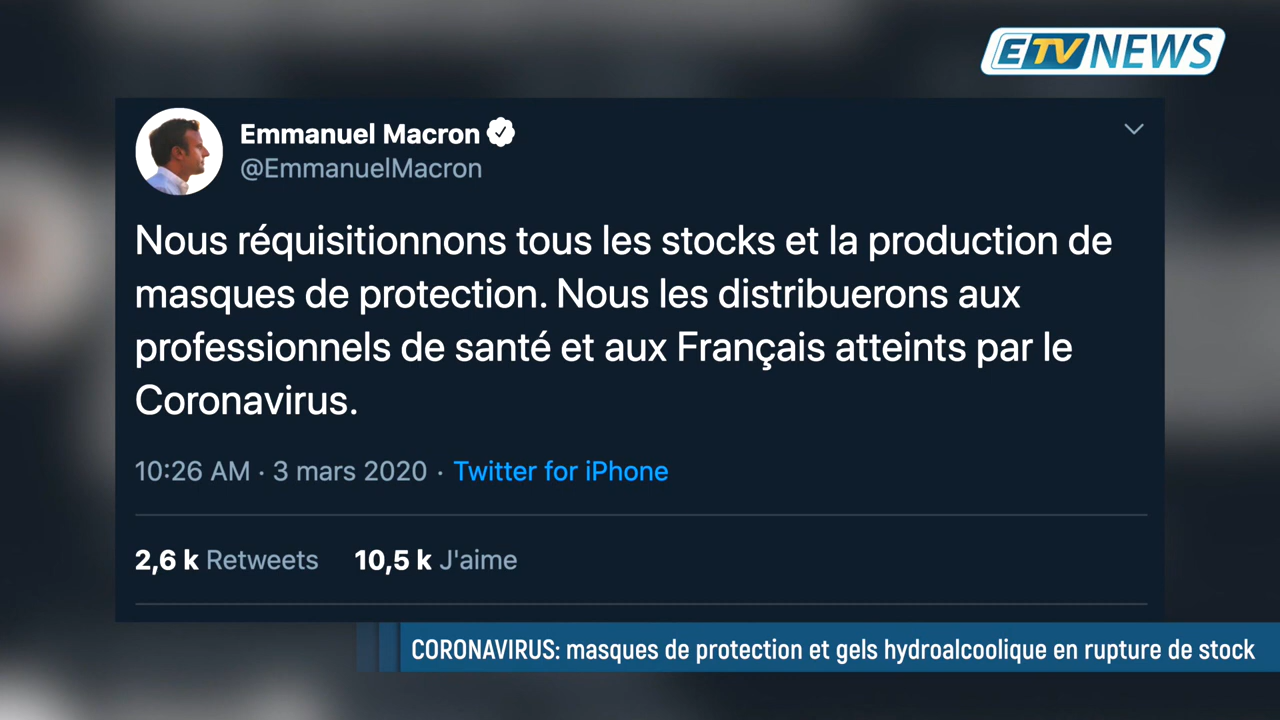 ETV NEWS
Emmanuel Macron
@EmmanuelMacron
Nous réquisitionnons tous les stocks et la production de
masques de protection. Nous les distribuerons aux
professionnels de santé et aux Français atteints par le
Coronavirus.
10:26 AM · 3 mars 2020 · Twitter for iPhone
2,6 k Retweets 10,5 k J'aime
CORONAVIRUS: masques de protection et gels hydroalcoolique en rupture de stock